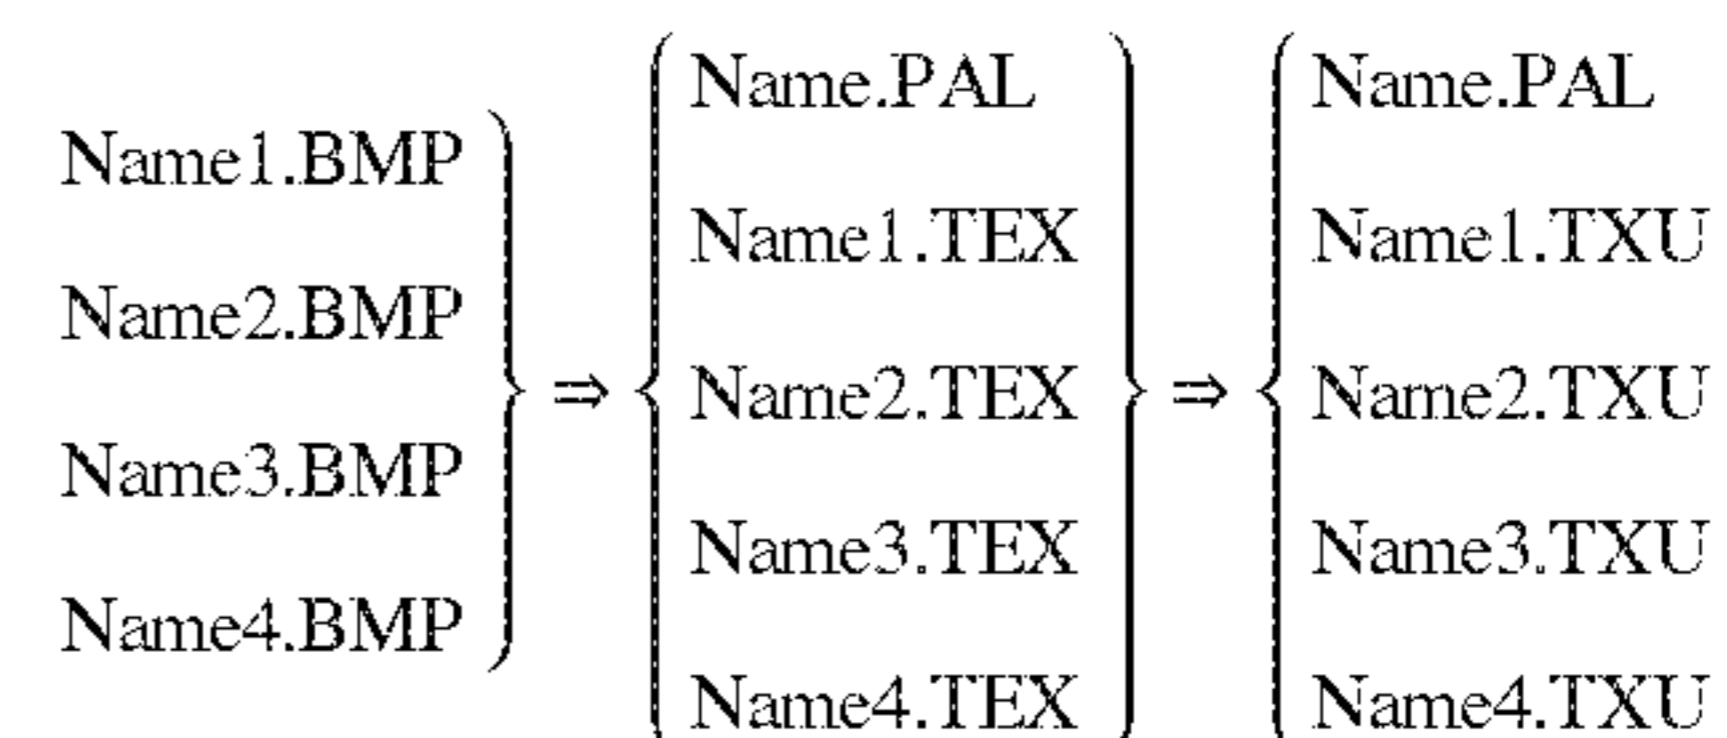 Name1.BMP
Name2.BMP
Name3.BMP
Name4.BMP
⇒
Name.PAL
Name1.TEX
Name2.TEX
Name3.TEX
Name4.TEX
⇒
Name.PAL
Name1.TXU
Name2.TXU
Name3.TXU
Name4.TXU